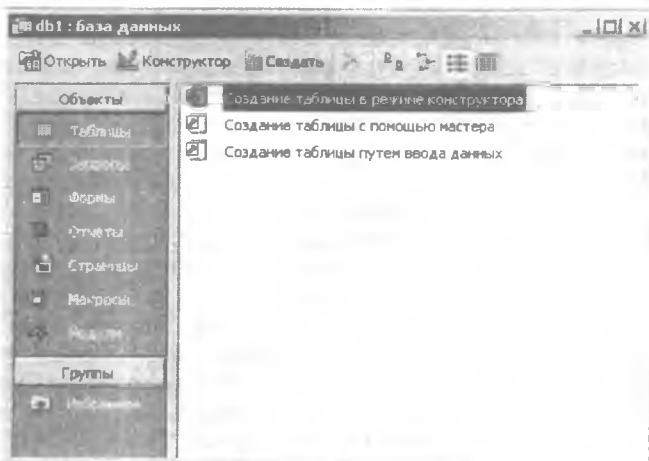 db1 : база данных
Открыть Конструктор Создать
Объекты
Таблицы
Запросы
Формы
Отчеты
Страницы
Макросы
Модули
Группы
Избранное
Создание таблицы в режиме конструктора
Создание таблицы с помощью мастера
Создание таблицы путем ввода данных